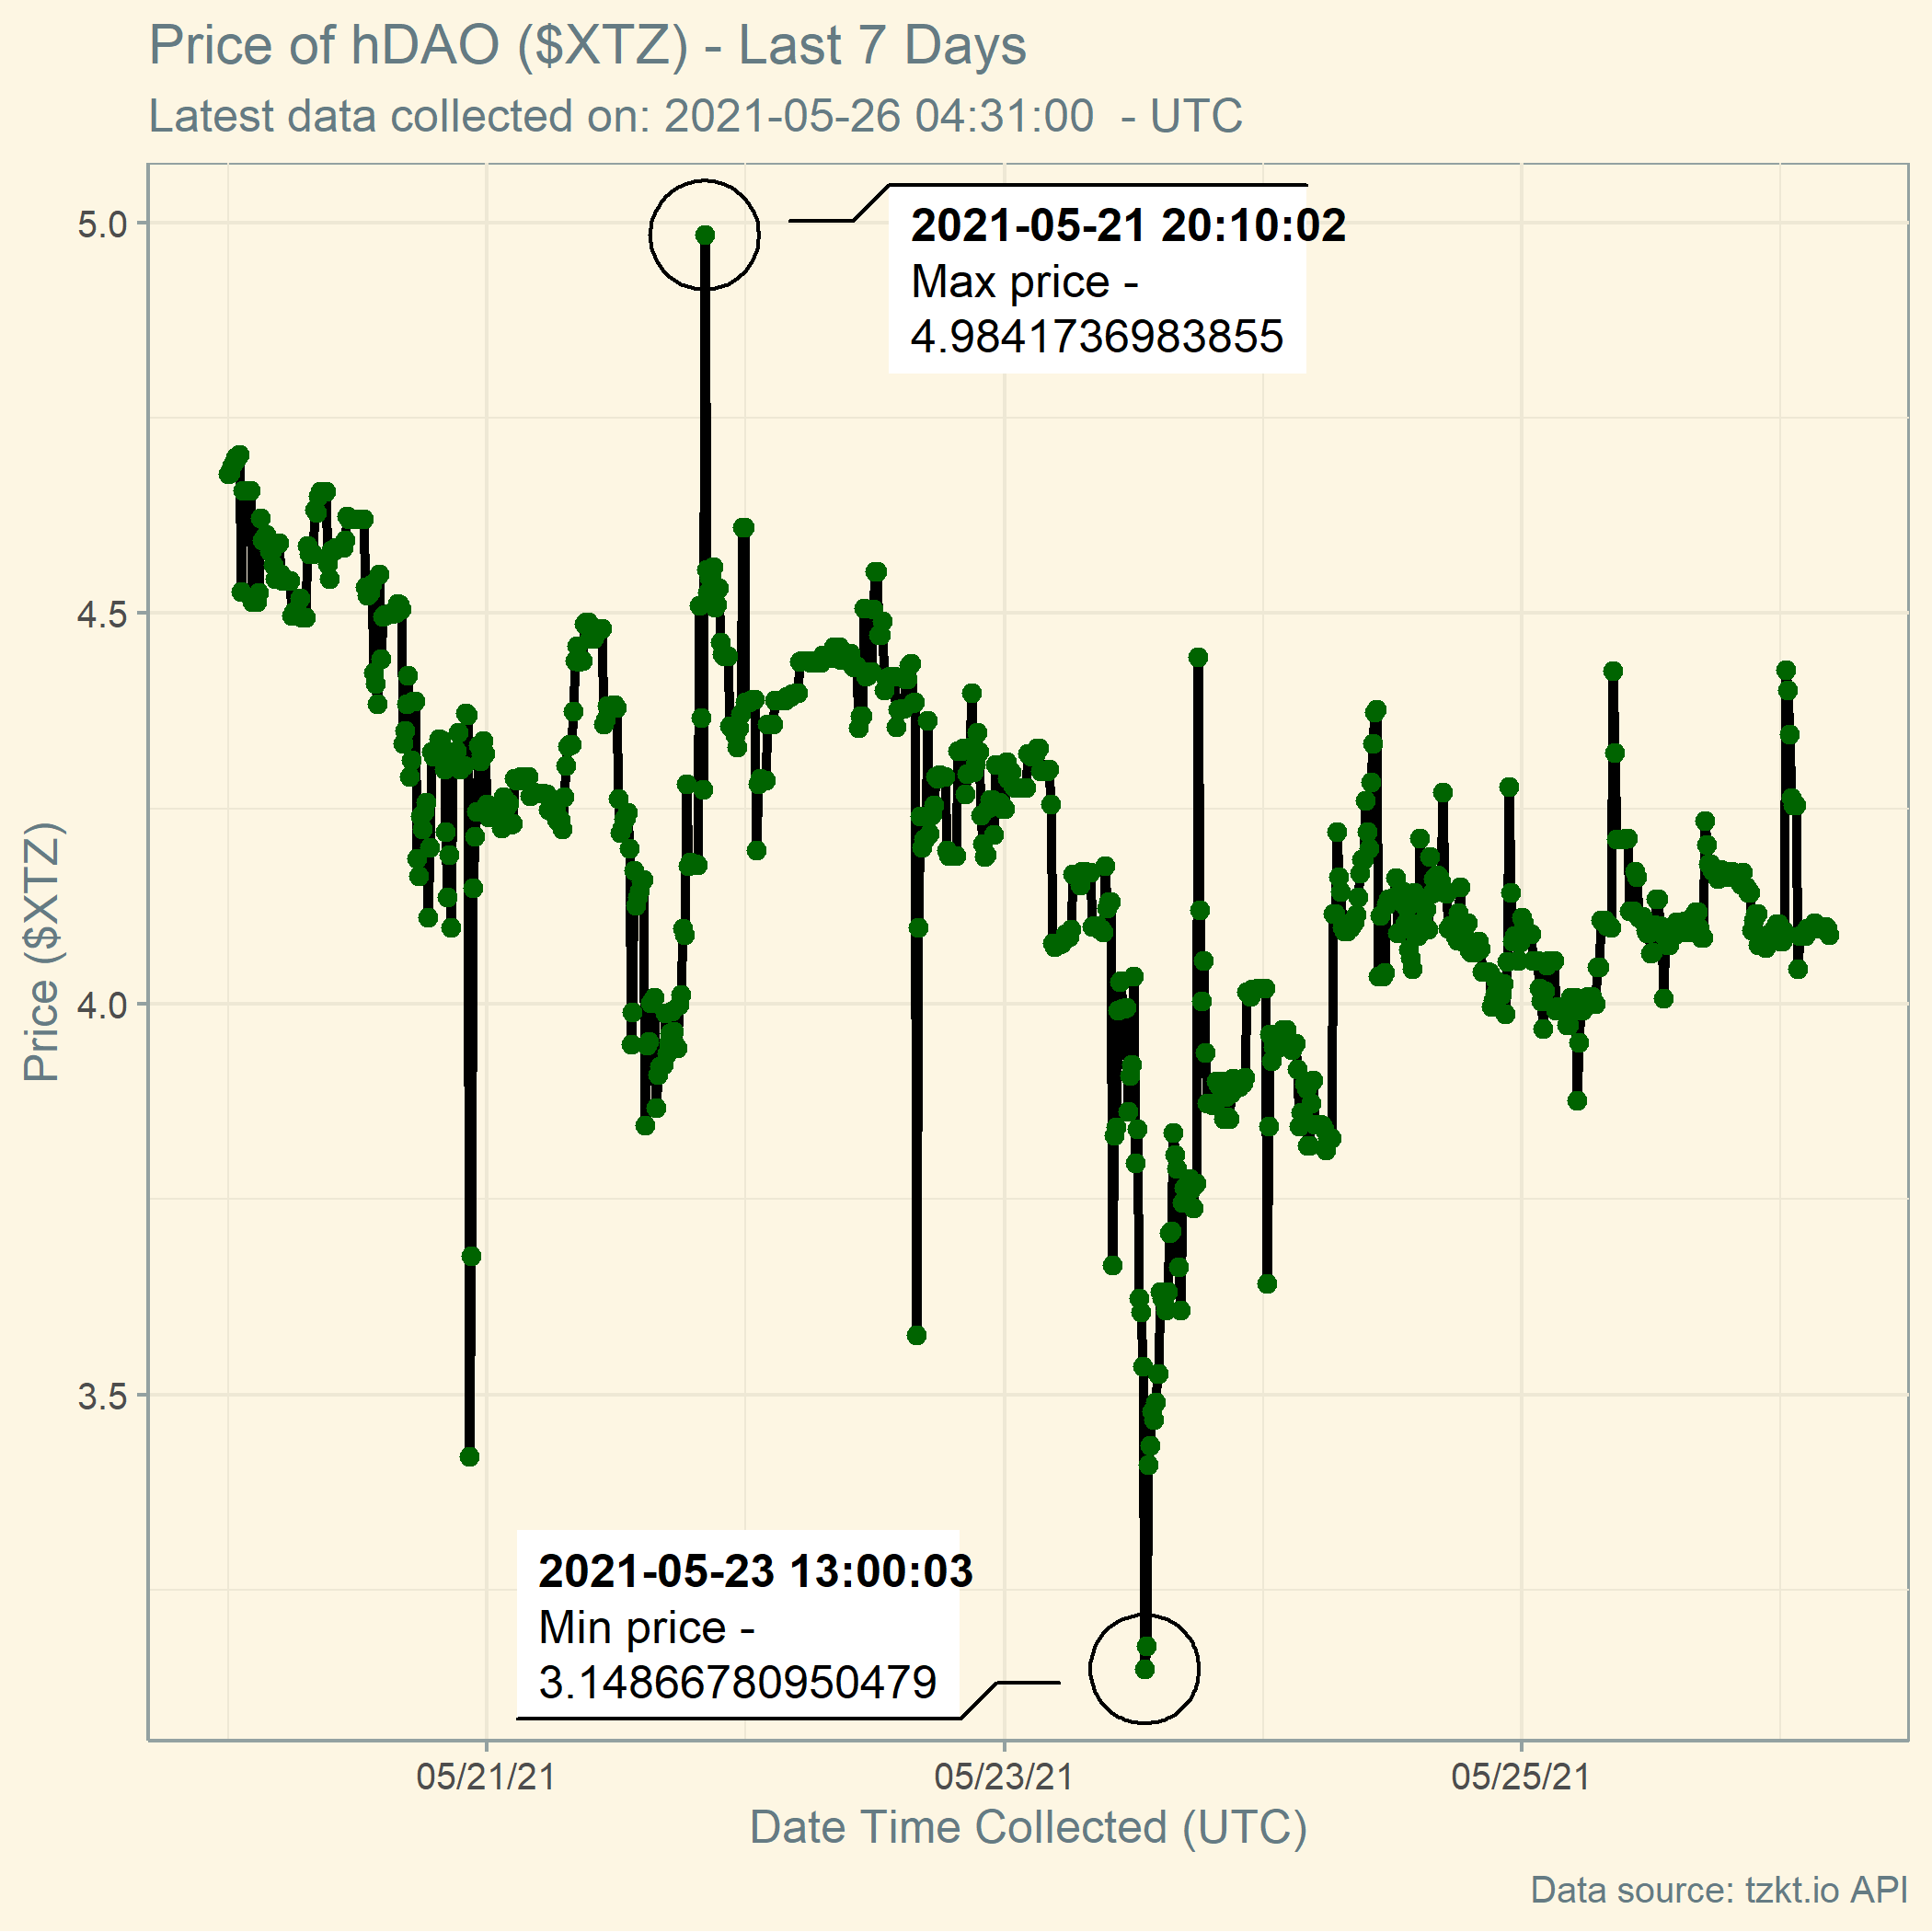 Price of hDAO ($XTZ) - Last 7 Days
Latest data collected on: 2021-05-26 04:31:00  - UTC
5.0
4.5
4.0
3.5
Price ($XTZ)
2021-05-21 20:10:02
Max price -
4.9841736983855
2021-05-23 13:00:03
Min price -
3.14866780950479
05/21/21
05/23/21
05/25/21
Date Time Collected (UTC)
Data source: tzkt.io API